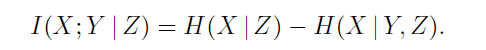 I(X; Y | Z) = H(X | Z) − H(X | Y, Z).